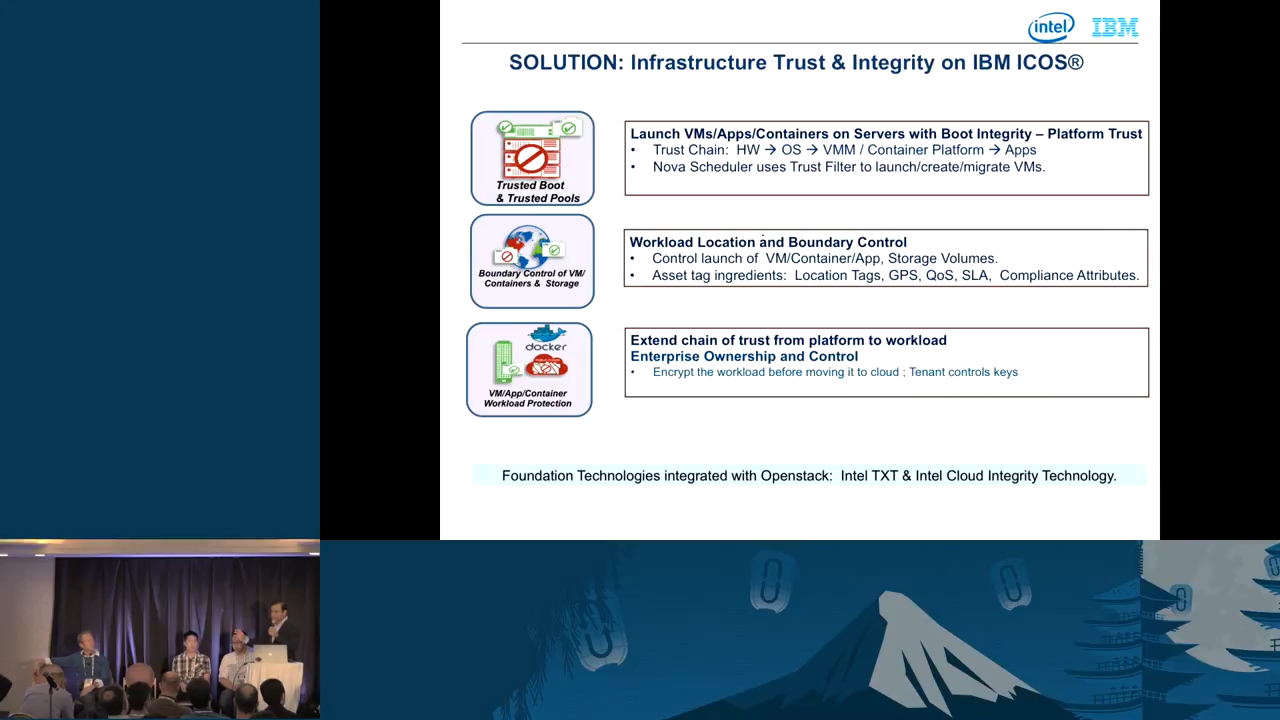 intel IBM
SOLUTION: Infrastructure Trust & Integrity on IBM ICOS®
Trusted Boot
& Trusted Pools
Launch VMs/Apps/Containers on Servers with Boot Integrity – Platform Trust
• Trust Chain: HW → OS → VMM / Container Platform → Apps
• Nova Scheduler uses Trust Filter to launch/create/migrate VMs.
Boundary Control of VM/
Containers & Storage
Workload Location and Boundary Control
• Control launch of VM/Container/App, Storage Volumes.
• Asset tag ingredients: Location Tags, GPS, QoS, SLA, Compliance Attributes.
docker
VM/App/Container
Workload Protection
Extend chain of trust from platform to workload
Enterprise Ownership and Control
• Encrypt the workload before moving it to cloud ; Tenant controls keys
Foundation Technologies integrated with Openstack: Intel TXT & Intel Cloud Integrity Technology.